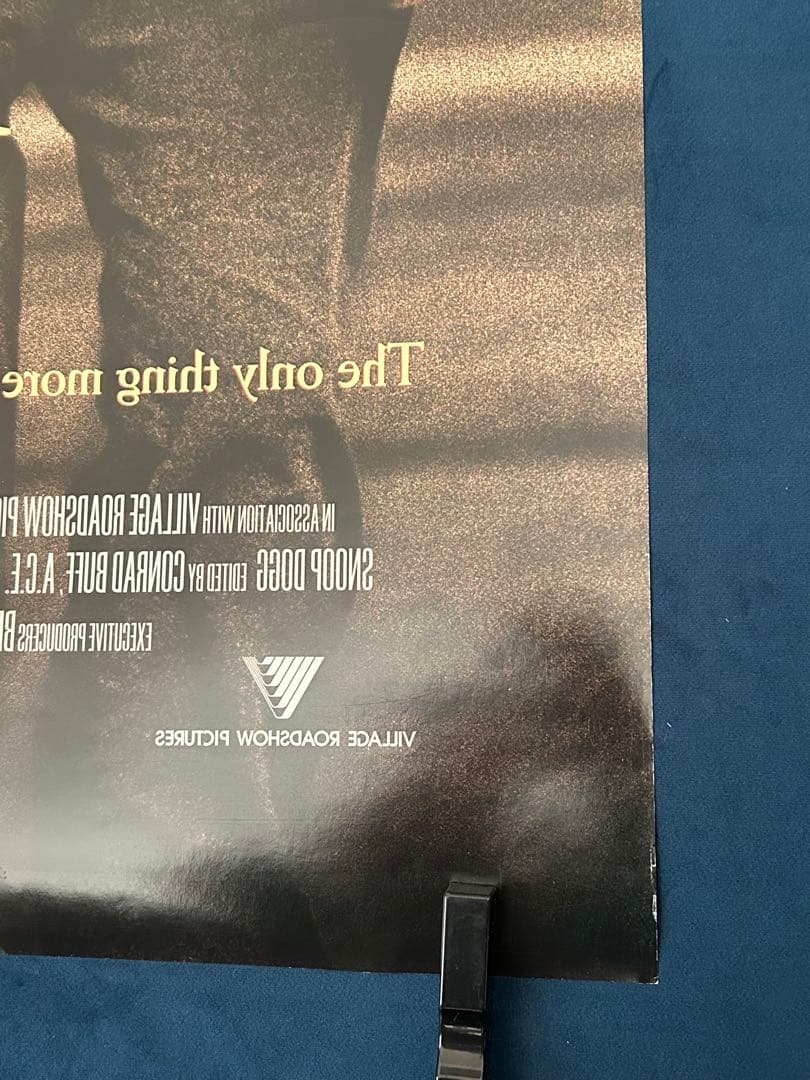 The only thing more
IN ASSOCIATION WITH VILLAGE ROADSHOW
SNOOP DOGG EDITED BY CONRAD BUFF, A.C.E.
EXECUTIVE PRODUCERS
VILLAGE ROADSHOW PICTURES